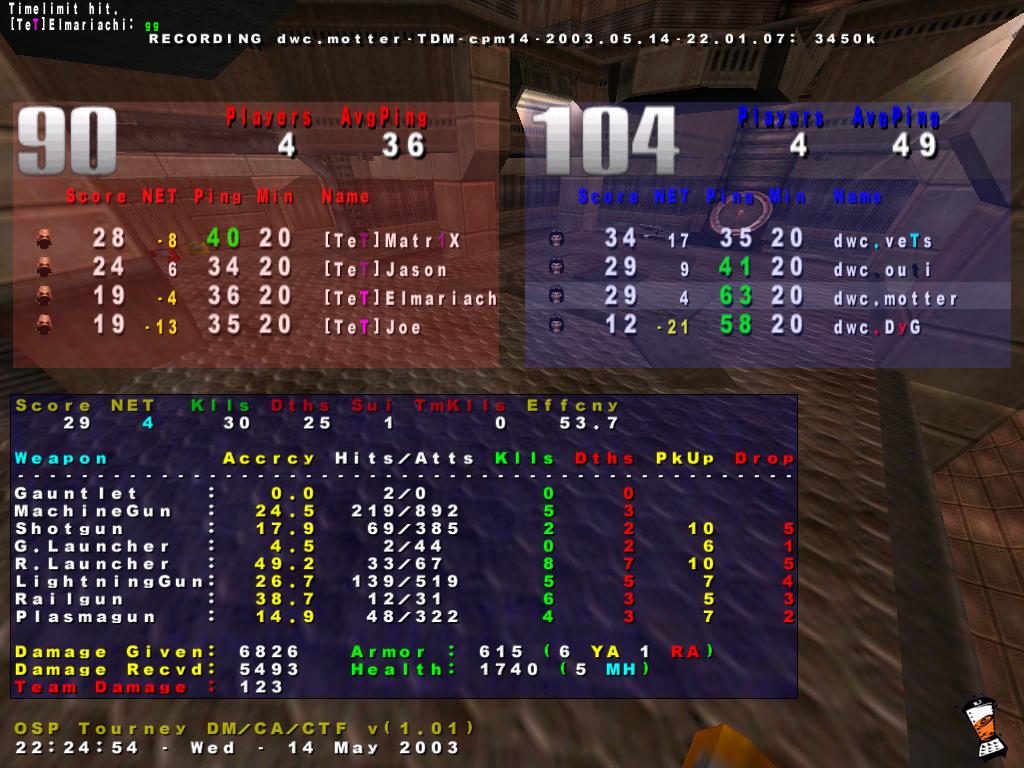 Timelimit hit.
[TeT]Elmariachi: gg
RECORDING dwc.motter-TDM-cpm14-2003.05.14-22.01.07: 3450k
90 Players AvgPing
4 36
Score NET Ping Min Name
28 -8 40 20 [TeT]Matr1X
24 6 34 20 [TeT]Jason
19 -4 36 20 [TeT]Elmariach
19 -13 35 20 [TeT]Joe
104 Players AvgPing
4 49
Score NET Ping Min Name
34 17 35 20 dwc.veTs
29 9 41 20 dwc.outi
29 4 63 20 dwc.motter
12 -21 58 20 dwc.DyG
Score NET Klls Dths Sui TmKlls Effcny
29 4 30 25 1 0 53.7
Weapon Accrcy Hits/Atts Klls Dths PkUp Drop
Gauntlet : 0.0 2/0 0 0
MachineGun : 24.5 219/892 5 3
Shotgun : 17.9 69/385 2 2 10 5
G.Launcher : 4.5 2/44 0 2 6 1
R.Launcher : 49.2 33/67 8 7 10 5
LightningGun: 26.7 139/519 5 5 7 4
Railgun : 38.7 12/31 6 3 5 3
Plasmagun : 14.9 48/322 4 3 7 2
Damage Given: 6826 Armor : 615 (6 YA 1 RA)
Damage Recvd: 5493 Health: 1740 (5 MH)
Team Damage : 123
OSP Tourney DM/CA/CTF v(1.01)
22:24:54 - Wed - 14 May 2003